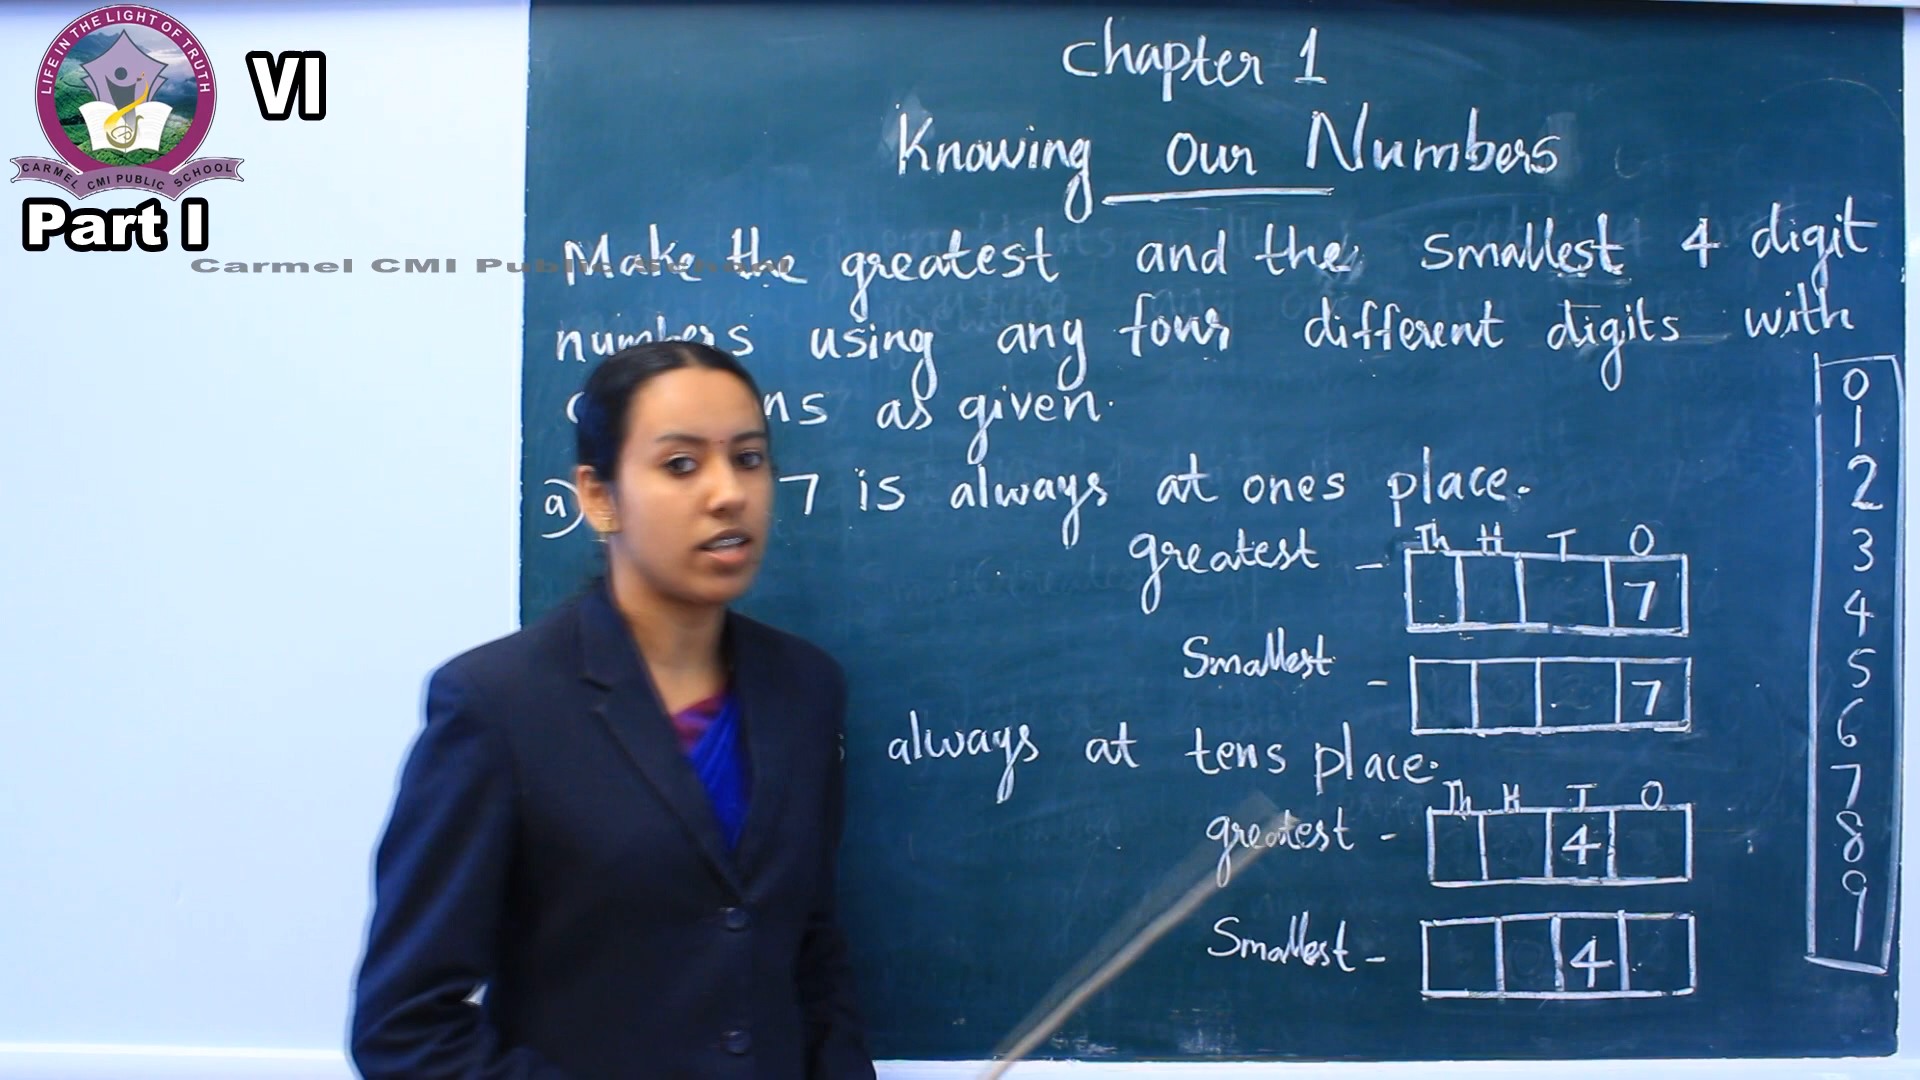 LIFE IN THE LIGHT OF TRUTH
CARMEL CMI PUBLIC SCHOOL
VI
Part I
Carmel CMI Public School
Chapter 1
Knowing our Numbers
Make the greatest and the smallest 4 digit
numbers using any four different digits with
as given.
a) 7 is always at ones place.
Th H T O
greatest - 7
Smallest - 7
always at tens place.
Th H T O
greatest - 4
Smallest - 4
0
1
2
3
4
5
6
7
8
9